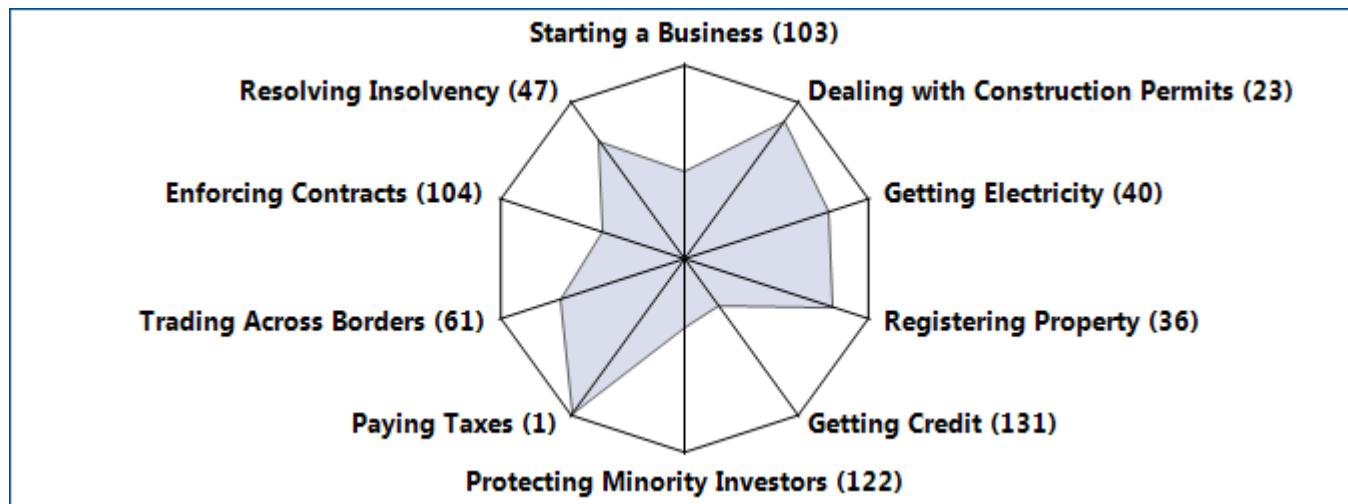 Starting a Business (103)
Resolving Insolvency (47)
Dealing with Construction Permits (23)
Enforcing Contracts (104)
Getting Electricity (40)
Trading Across Borders (61)
Registering Property (36)
Paying Taxes (1)
Getting Credit (131)
Protecting Minority Investors (122)